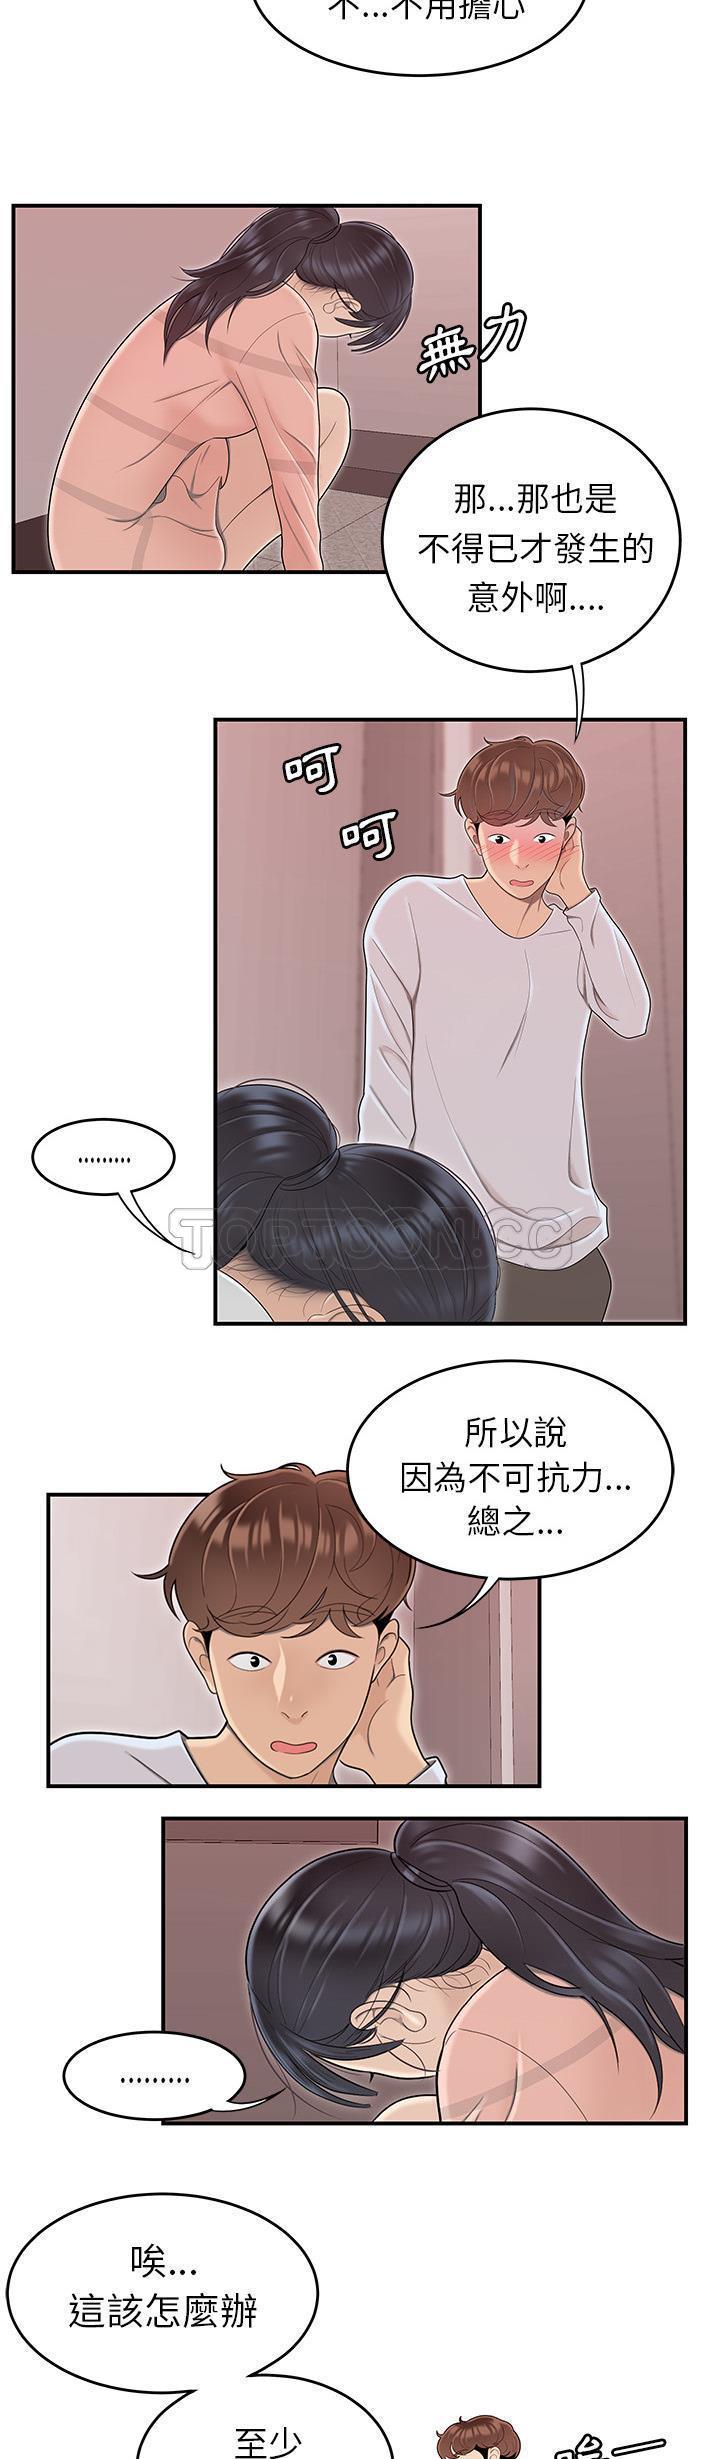 不...不用擔心
無力
那...那也是
不得已才發生的
意外啊....
呵
呵
..........
TOPTOON.CC
所以說
因為不可抗力...
總之...
..........
唉...
這該怎麼辦
至少